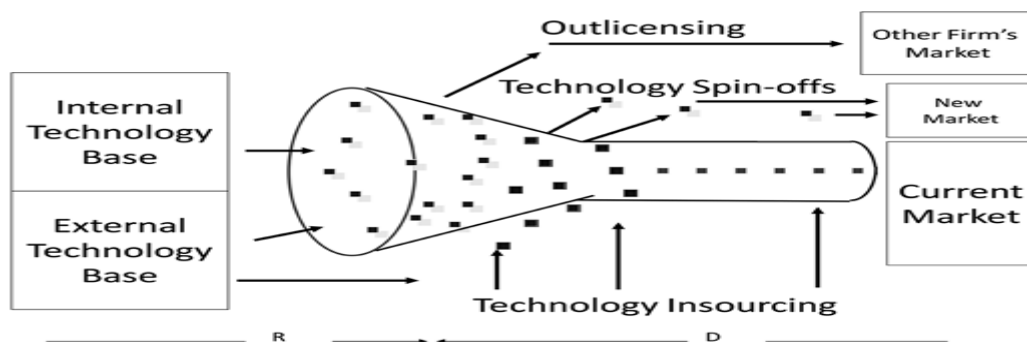 Outlicensing
Other Firm's
Market
Technology Spin-offs
New
Market
Internal
Technology
Base
External
Technology
Base
Current
Market
Technology Insourcing
R
D